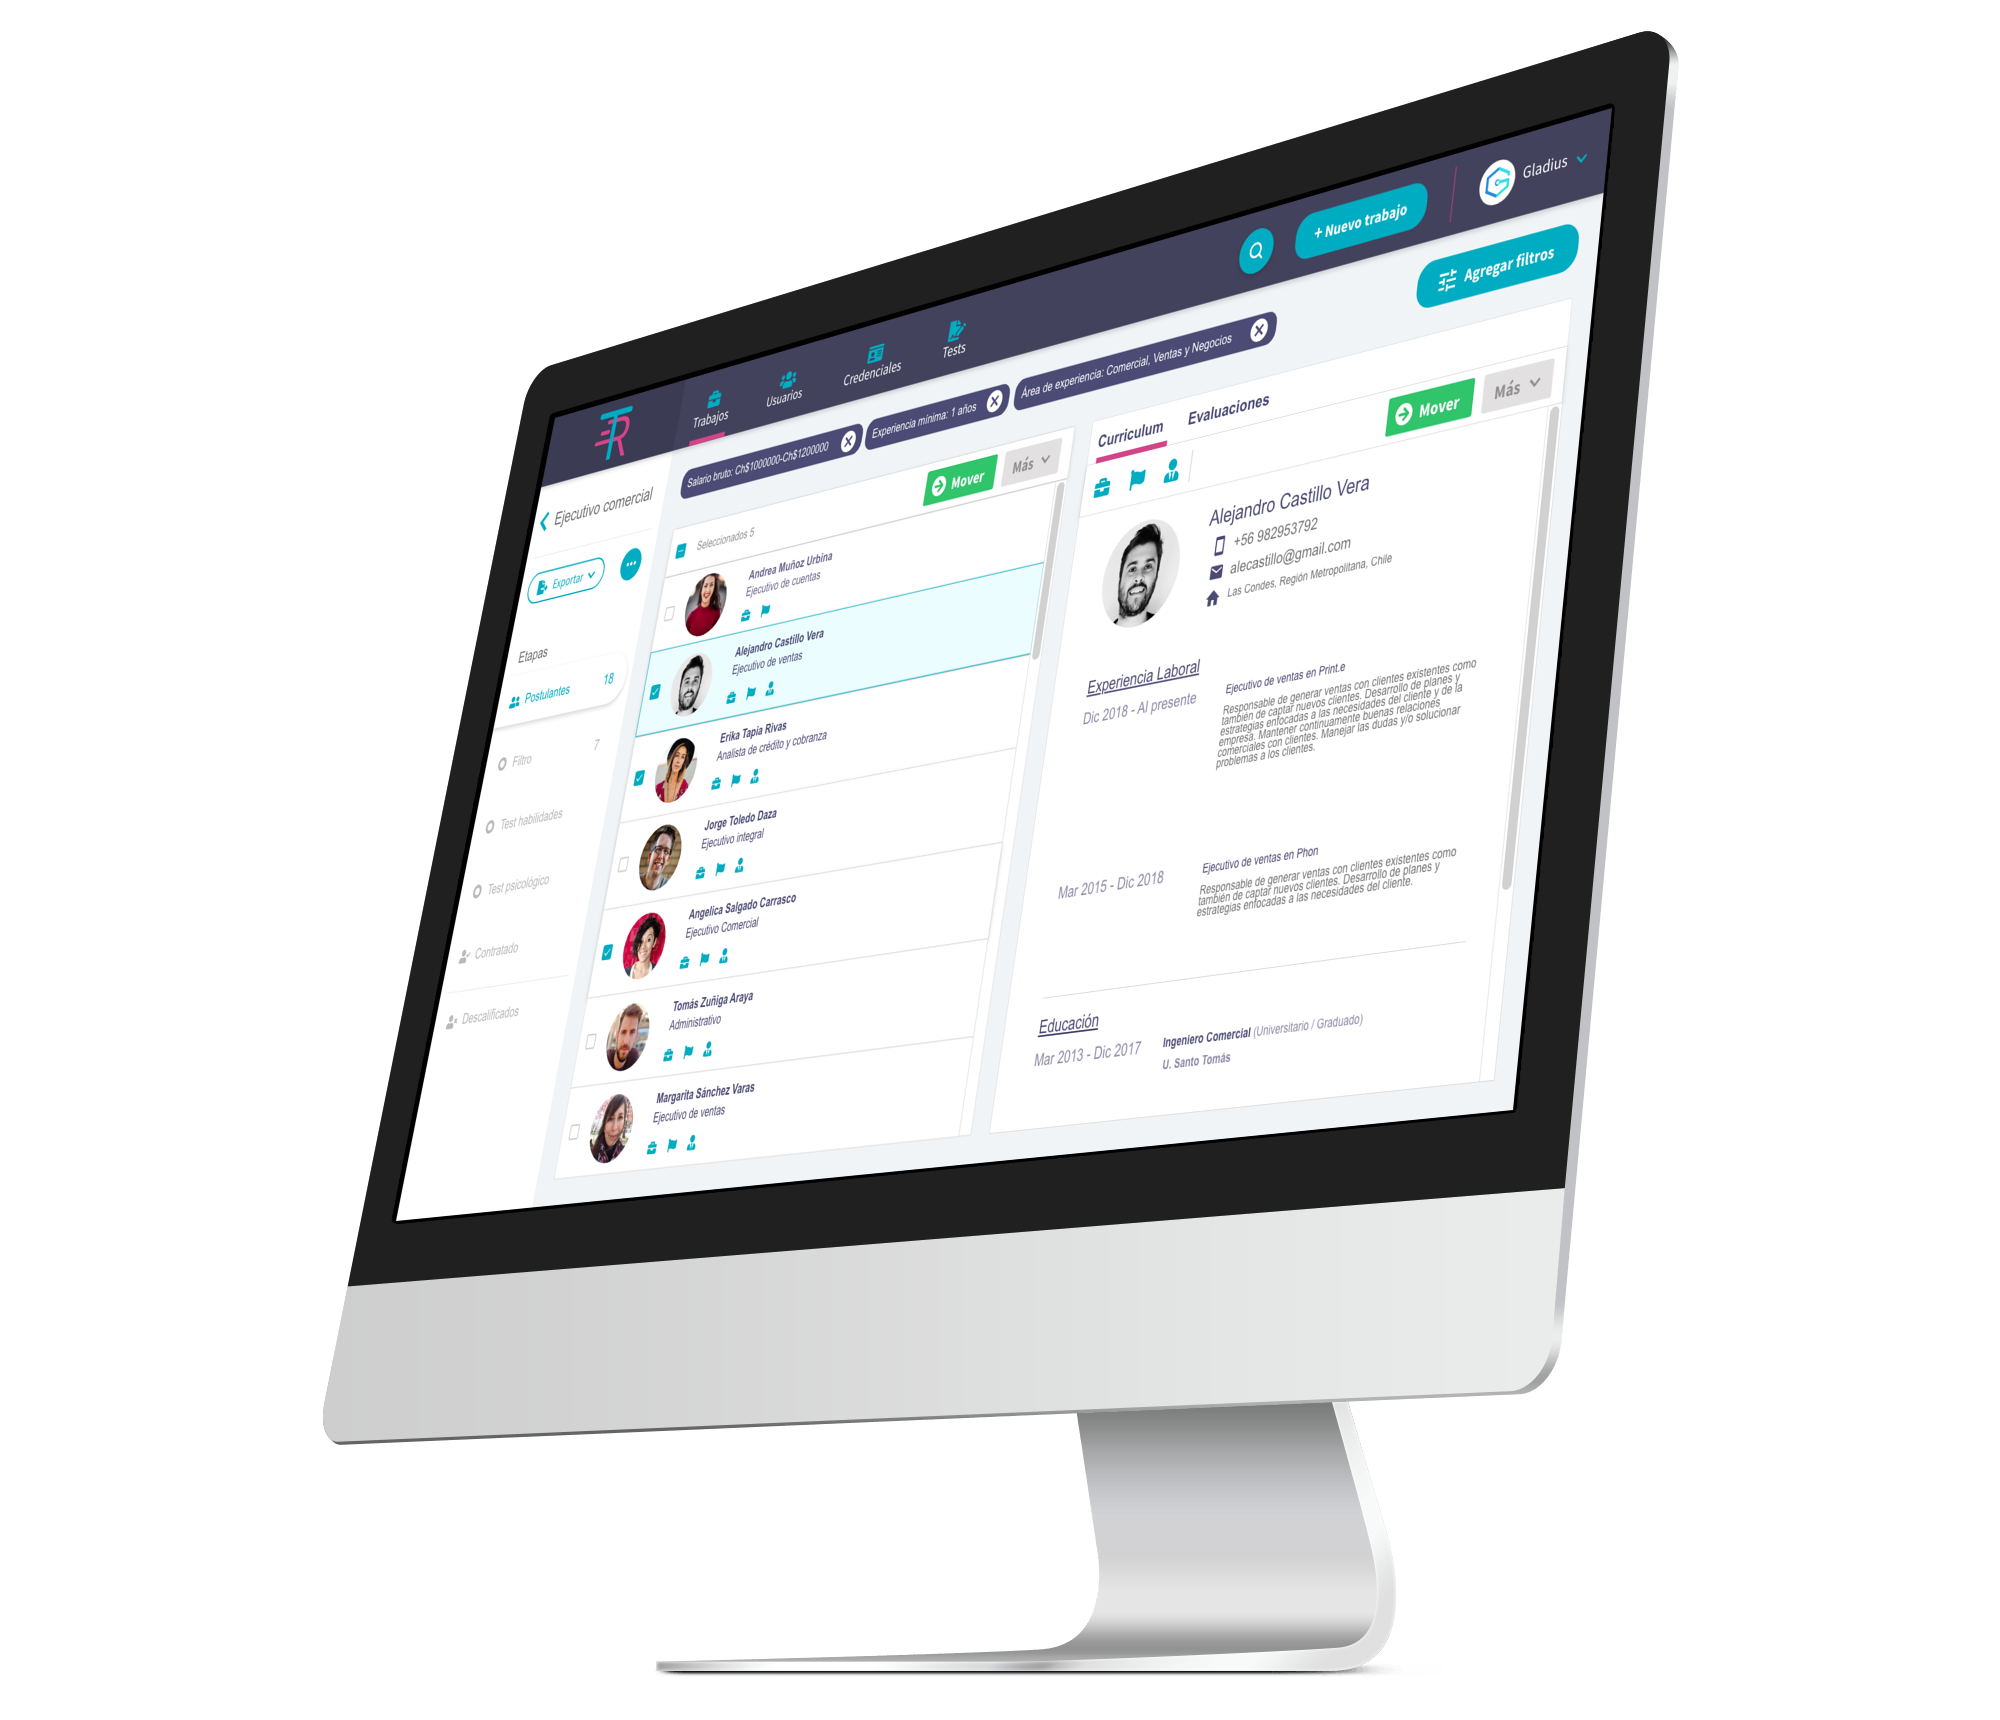 TR
Trabajos
Usuarios
Credenciales
Tests
+ Nuevo trabajo
Gladius
Agregar filtros
Salario bruto: Ch$1000000-Ch$1200000
Experiencia mínima: 1 años
Área de experiencia: Comercial, Ventas y Negocios
Ejecutivo comercial
Exportar
Etapas
Postulantes 18
Filtro 7
Test habilidades
Test psicológico
Contratado
Descalificados
Mover
Más
Seleccionados 5
Andrea Muñoz Urbina
Ejecutivo de cuentas
Alejandro Castillo Vera
Ejecutivo de ventas
Erika Tapia Rivas
Analista de crédito y cobranza
Jorge Toledo Daza
Ejecutivo integral
Angelica Salgado Carrasco
Ejecutivo Comercial
Tomás Zuñiga Araya
Administrativo
Margarita Sánchez Varas
Ejecutivo de ventas
Curriculum
Evaluaciones
Mover
Más
Alejandro Castillo Vera
+56 982953792
alecastillo@gmail.com
Las Condes, Región Metropolitana, Chile
Experiencia Laboral
Dic 2018 - Al presente
Ejecutivo de ventas en Print.e
Responsable de generar ventas con clientes existentes como
también de captar nuevos clientes. Desarrollo de planes y
estrategias enfocadas a las necesidades del cliente y de la
empresa. Mantener continuamente buenas relaciones
comerciales con clientes. Manejar las dudas y/o solucionar
problemas a los clientes.
Mar 2015 - Dic 2018
Ejecutivo de ventas en Phon
Responsable de generar ventas con clientes existentes como
también de captar nuevos clientes. Desarrollo de planes y
estrategias enfocadas a las necesidades del cliente.
Educación
Mar 2013 - Dic 2017
Ingeniero Comercial (Universitario / Graduado)
U. Santo Tomás